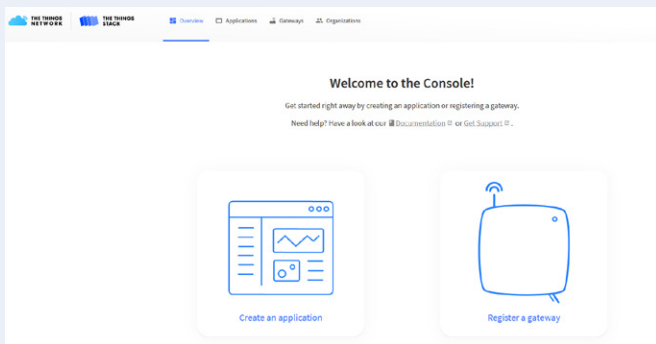 THE THINGS NETWORK
THE THINGS STACK
Overview
Applications
Gateways
Organizations
Welcome to the Console!
Get started right away by creating an application or registering a gateway.
Need help? Have a look at our Documentation or Get Support.
Create an application
Register a gateway